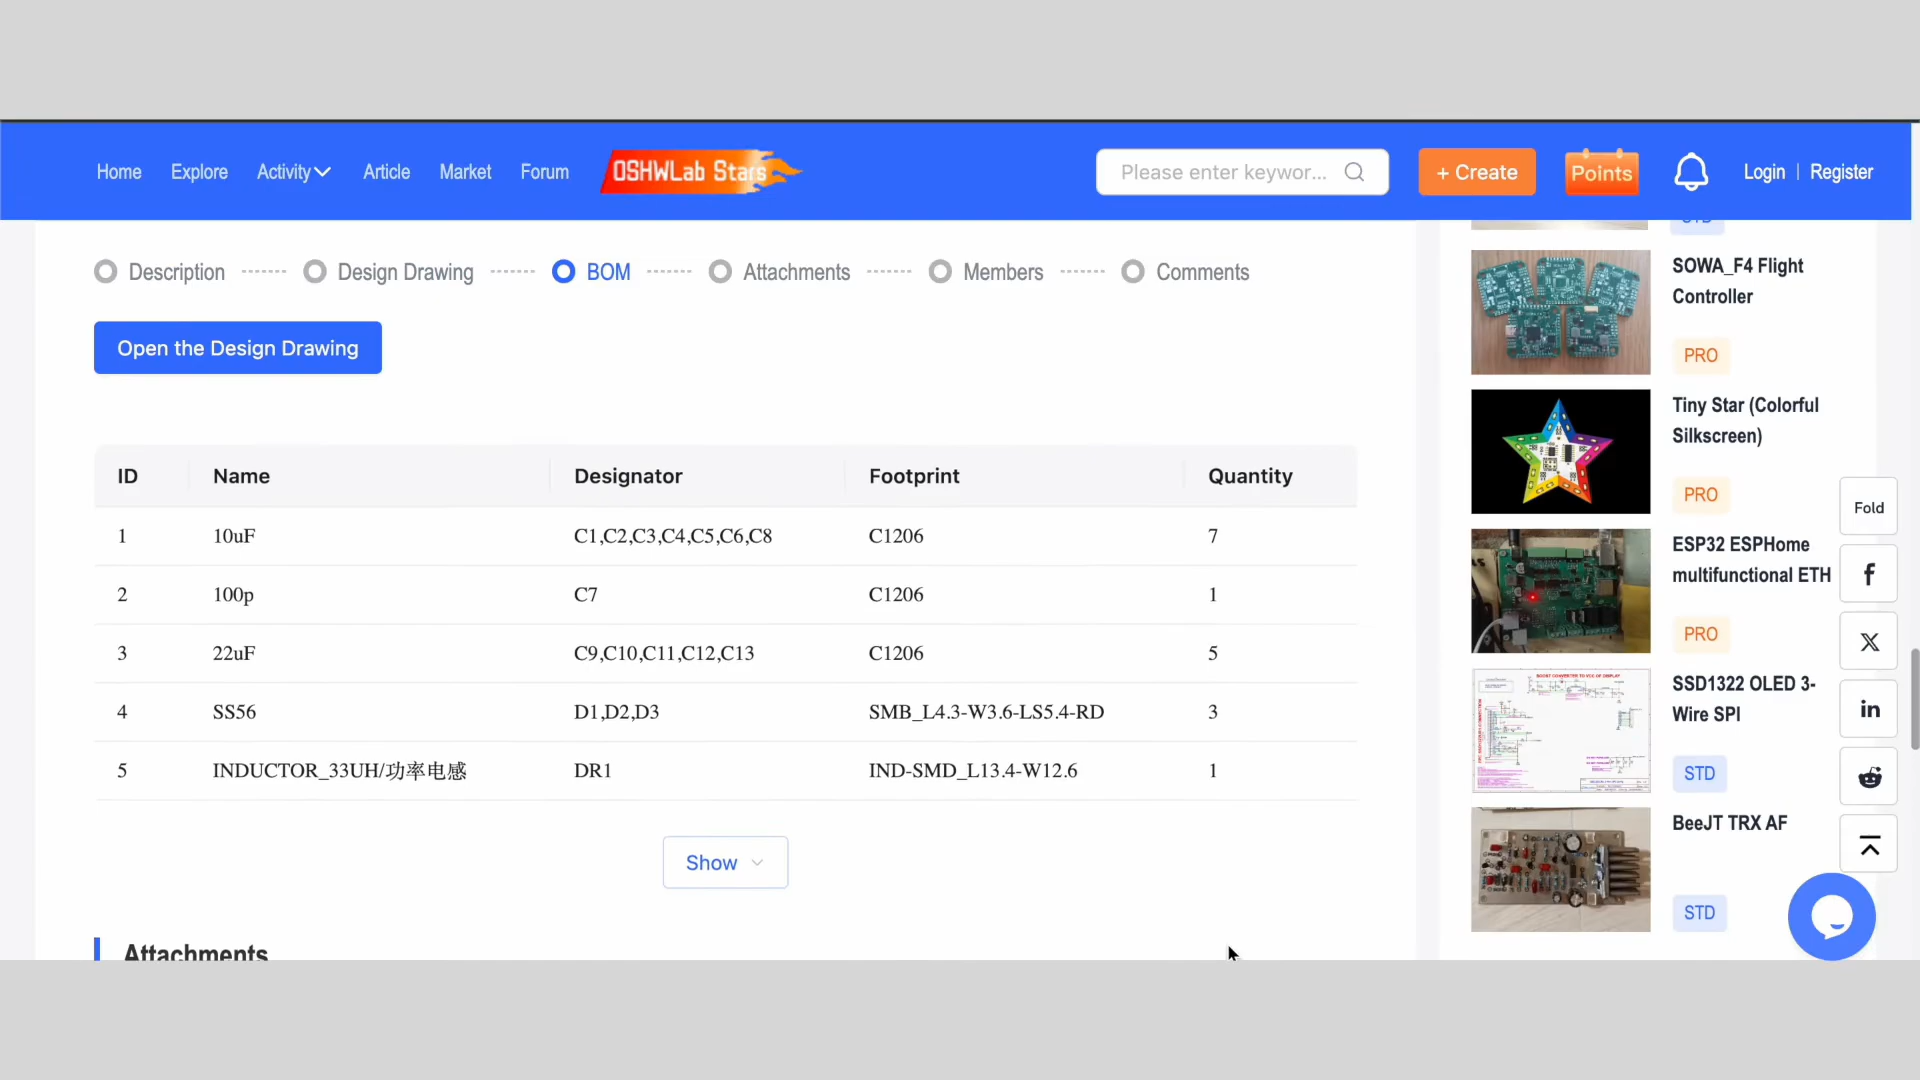 Home Explore Activity Article Market Forum OSHWLab Stars Please enter keywor... + Create Points Login | Register
Description Design Drawing BOM Attachments Members Comments
Open the Design Drawing
ID Name Designator Footprint Quantity
1 10uF C1,C2,C3,C4,C5,C6,C8 C1206 7
2 100p C7 C1206 1
3 22uF C9,C10,C11,C12,C13 C1206 5
4 SS56 D1,D2,D3 SMB_L4.3-W3.6-LS5.4-RD 3
5 INDUCTOR_33UH/功率电感 DR1 IND-SMD_L13.4-W12.6 1
Show
Attachments
STD
SOWA_F4 Flight
Controller
PRO
Tiny Star (Colorful
Silkscreen)
PRO
ESP32 ESPHome
multifunctional ETH
PRO
SSD1322 OLED 3-
Wire SPI
STD
BeeJT TRX AF
STD
Fold
f
X
in